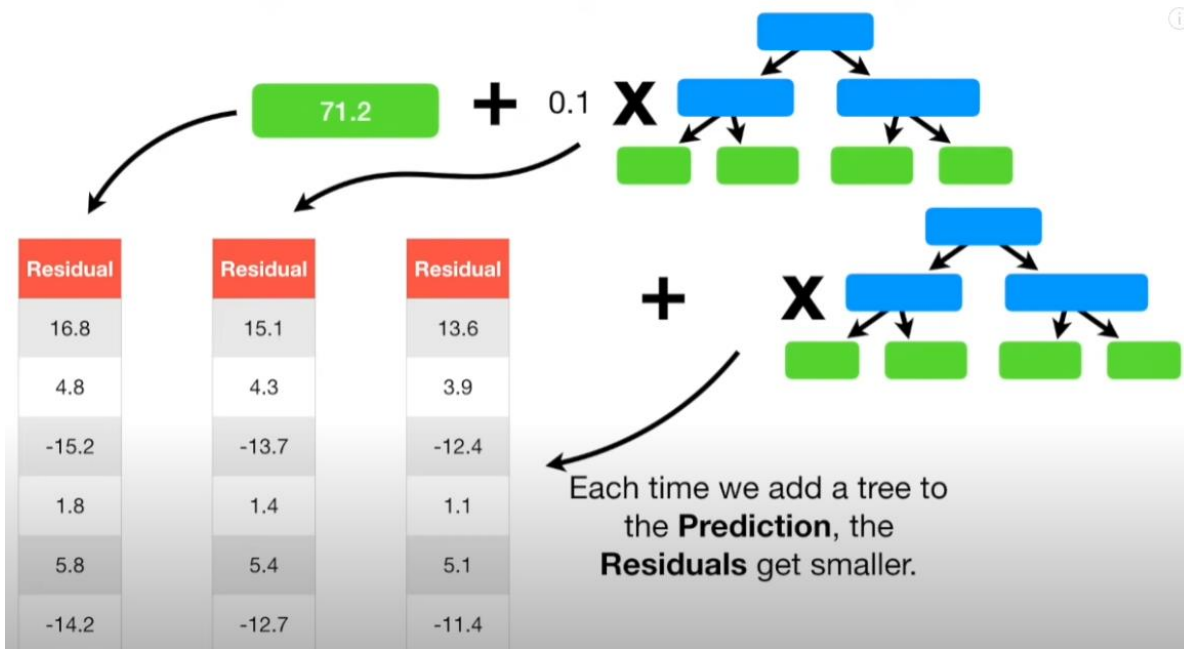 71.2 + 0.1 X
Residual Residual Residual
16.8 15.1 13.6
+ X
4.8 4.3 3.9
-15.2 -13.7 -12.4
1.8 1.4 1.1
5.8 5.4 5.1
-14.2 -12.7 -11.4
Each time we add a tree to
the Prediction, the
Residuals get smaller.